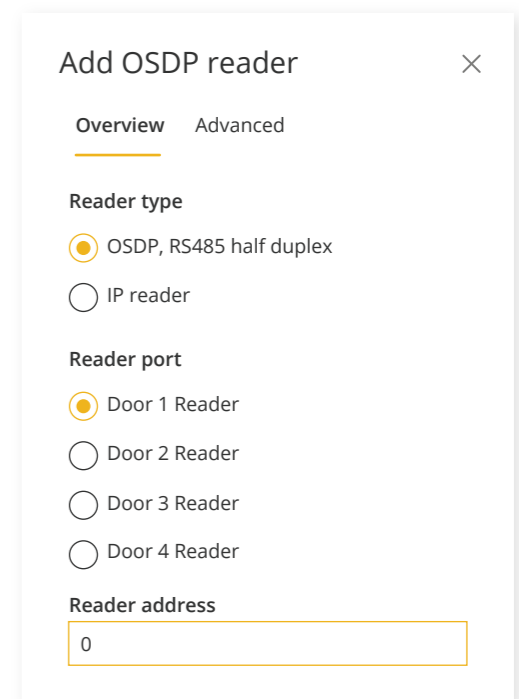 Add OSDP reader
Overview Advanced
Reader type
OSDP, RS485 half duplex
IP reader
Reader port
Door 1 Reader
Door 2 Reader
Door 3 Reader
Door 4 Reader
Reader address
0